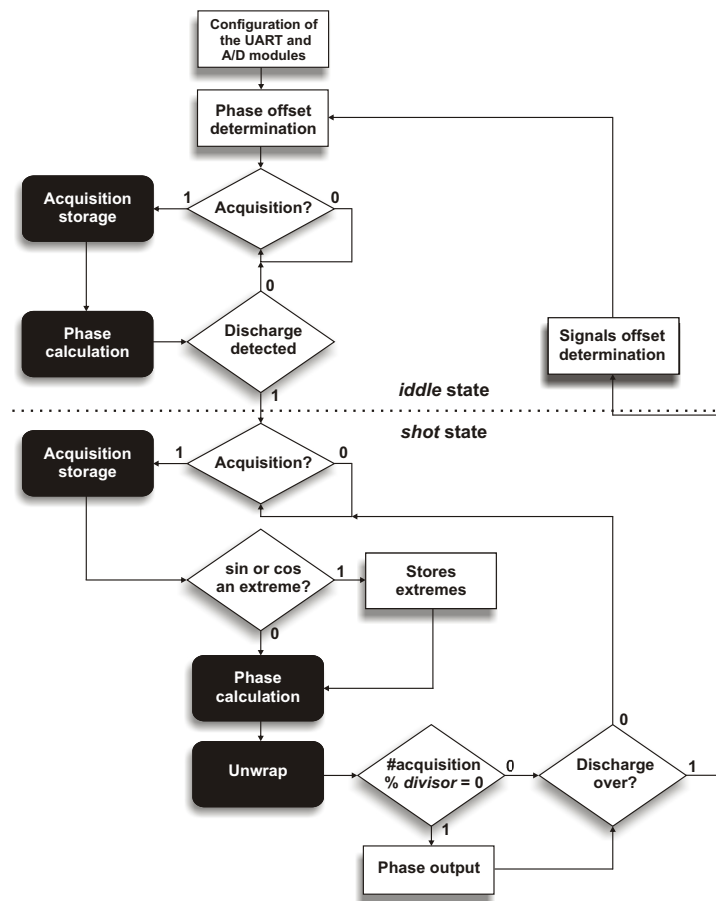 Configuration of
the UART and
A/D modules
Phase offset
determination
Acquisition
storage
1
Acquisition?
0
0
Phase
calculation
Discharge
detected
Signals offset
determination
1
iddle state
shot state
Acquisition
storage
1
Acquisition?
0
sin or cos
an extreme?
1
Stores
extremes
0
Phase
calculation
0
Unwrap
#acquisition
% divisor = 0
0
Discharge
over?
1
1
Phase output